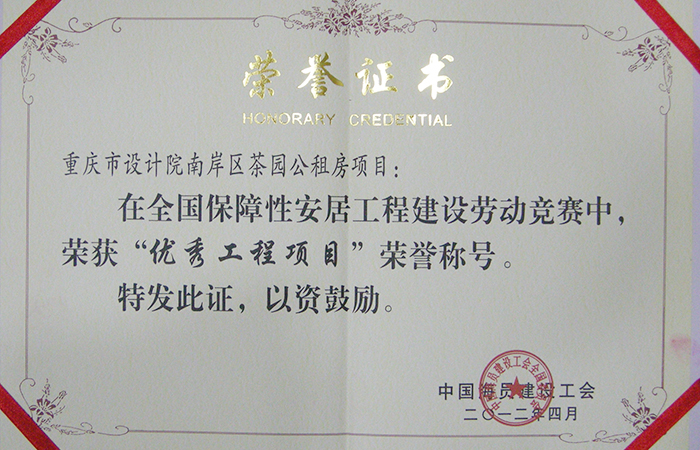 荣誉证书
HONORARY CREDENTIAL
重庆市设计院南岸区茶园公租房项目：
在全国保障性安居工程建设劳动竞赛中，
荣获“优秀工程项目”荣誉称号。
特发此证，以资鼓励。
中国海员建设工会
二〇一二年四月